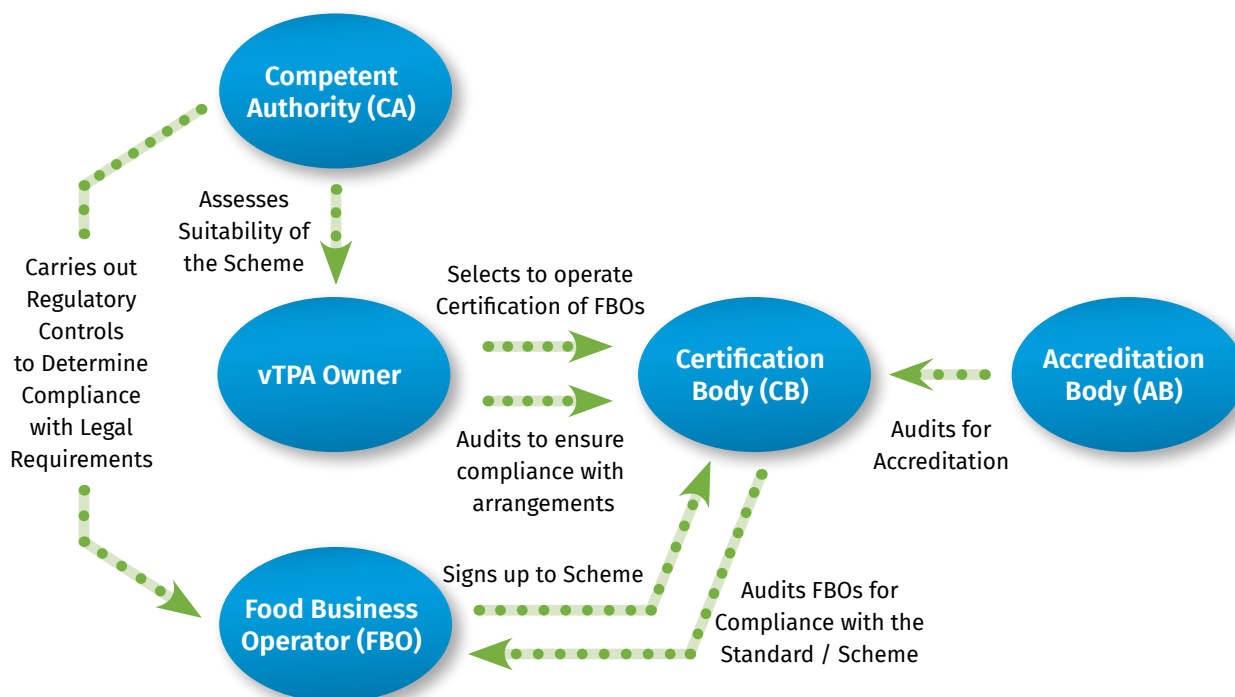 Competent
Authority (CA)
Assesses
Suitability of
the Scheme
Carries out
Regulatory
Controls
to Determine
Compliance
with Legal
Requirements
vTPA Owner
Selects to operate
Certification of FBOs
Audits to ensure
compliance with
arrangements
Certification
Body (CB)
Accreditation
Body (AB)
Audits for
Accreditation
Signs up to Scheme
Food Business
Operator (FBO)
Audits FBOs for
Compliance with the
Standard / Scheme